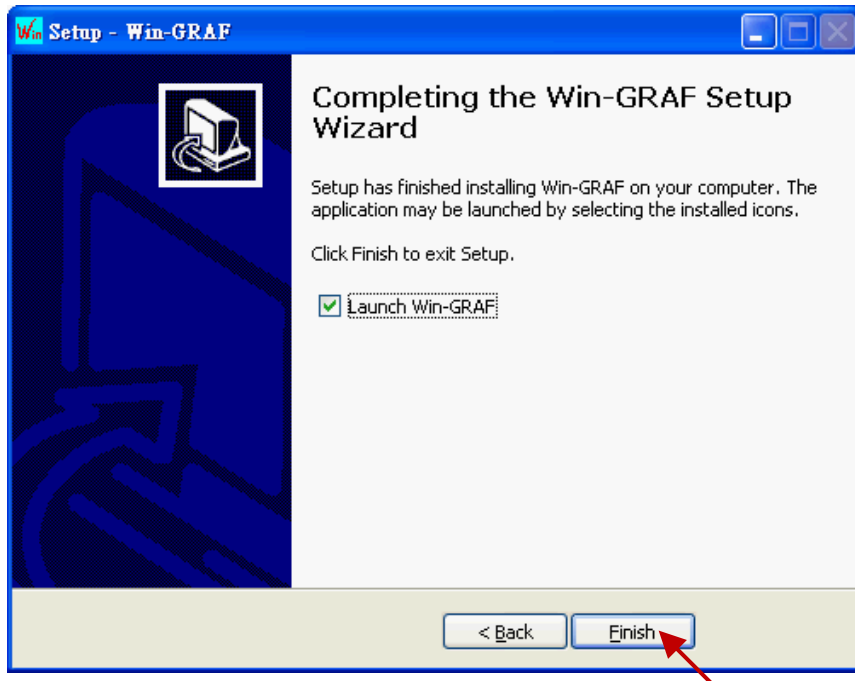 Win Setup - Win-GRAF
Completing the Win-GRAF Setup
Wizard
Setup has finished installing Win-GRAF on your computer. The
application may be launched by selecting the installed icons.
Click Finish to exit Setup.
Launch Win-GRAF
< Back Finish